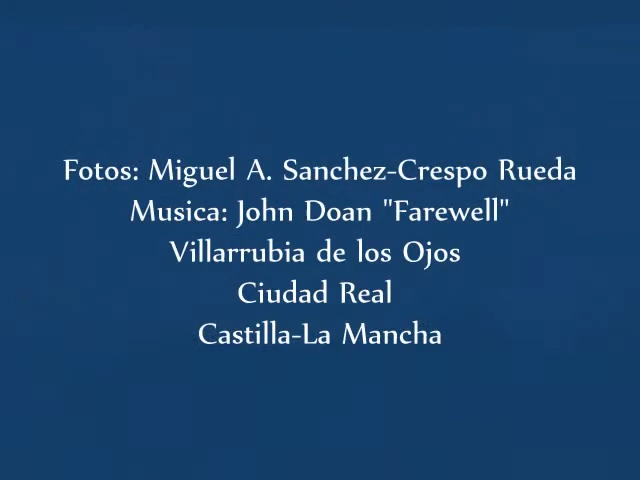 Fotos: Miguel A. Sanchez-Crespo Rueda
Musica: John Doan "Farewell"
Villarrubia de los Ojos
Ciudad Real
Castilla-La Mancha